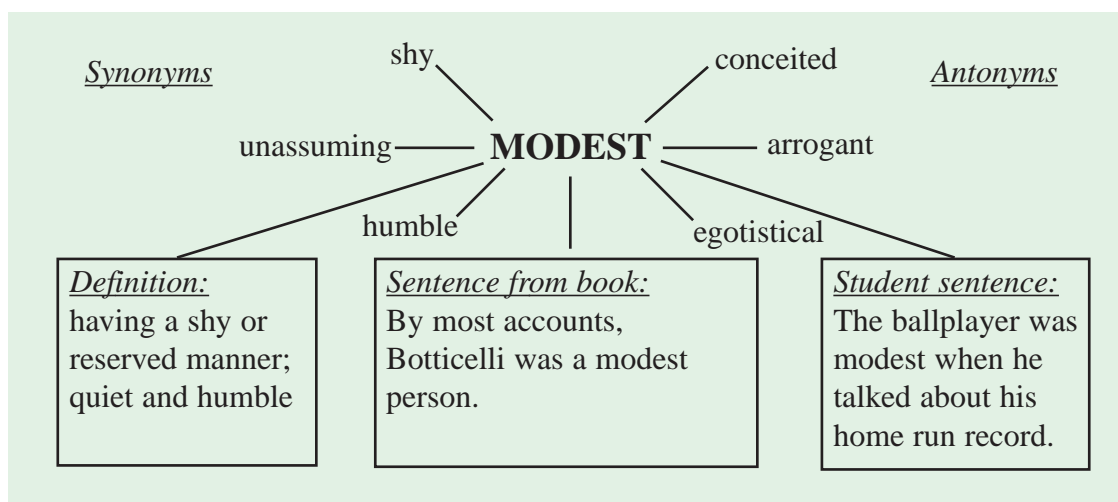 Synonyms
shy
conceited
Antonyms
unassuming
MODEST
arrogant
humble
egotistical
Definition:
having a shy or
reserved manner;
quiet and humble
Sentence from book:
By most accounts,
Botticelli was a modest
person.
Student sentence:
The ballplayer was
modest when he
talked about his
home run record.